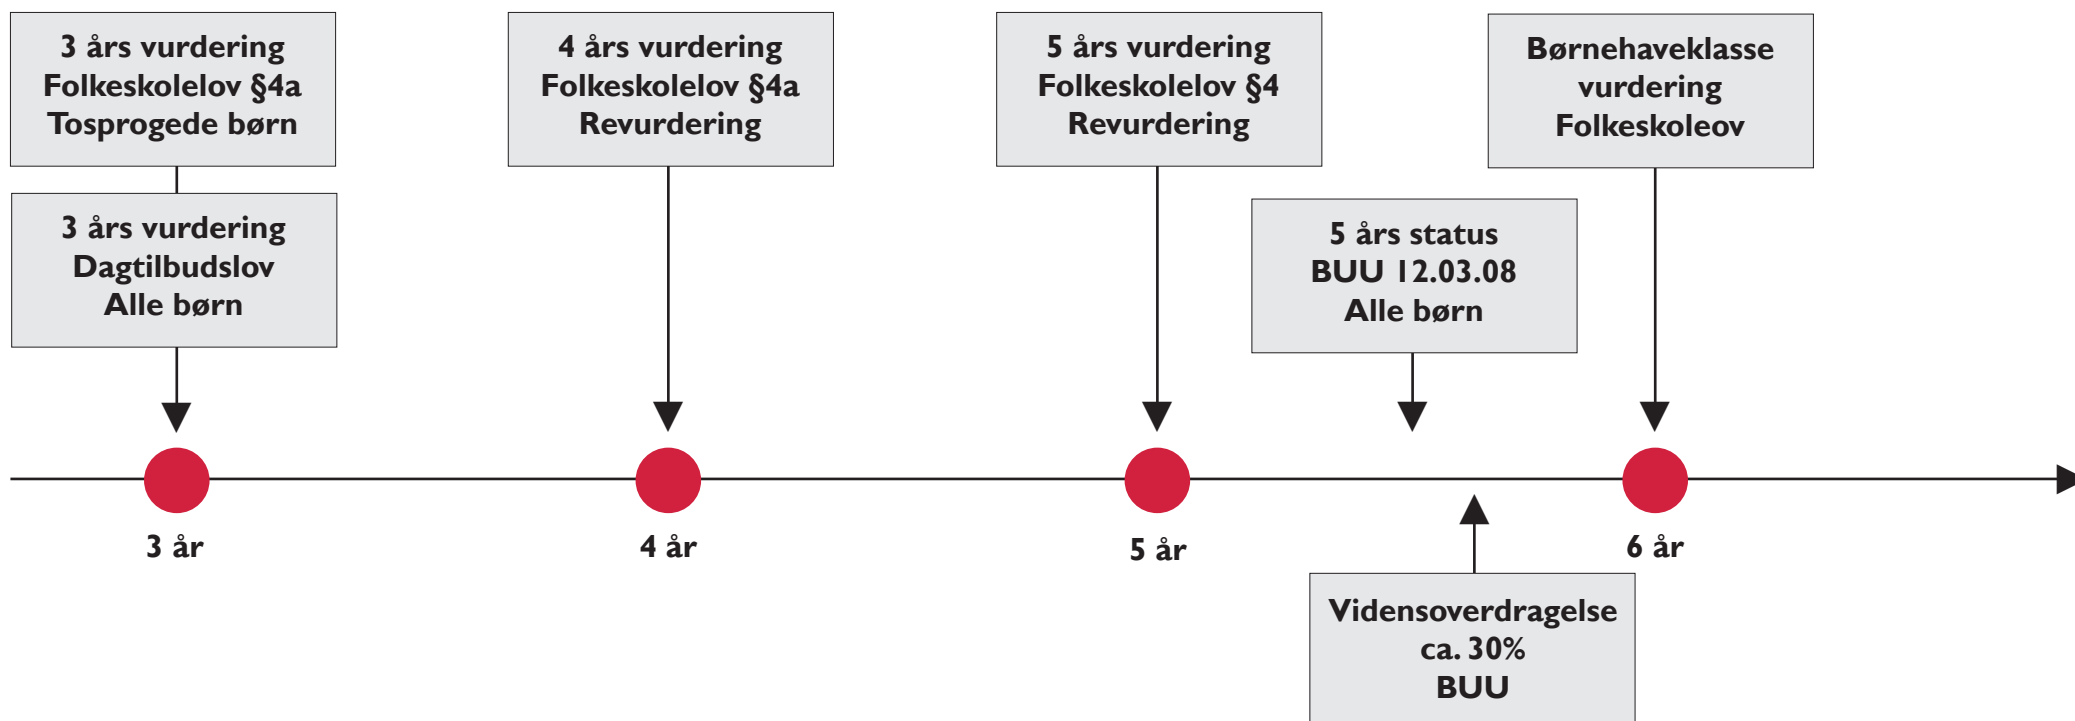 3 års vurdering
Folkeskolelov §4a
Tosprogede børn
3 års vurdering
Dagtilbudslov
Alle børn
4 års vurdering
Folkeskolelov §4a
Revurdering
5 års vurdering
Folkeskolelov §4
Revurdering
5 års status
BUU 12.03.08
Alle børn
Børnehaveklasse
vurdering
Folkeskoleov
3 år
4 år
5 år
6 år
Vidensoverdragelse
ca. 30%
BUU